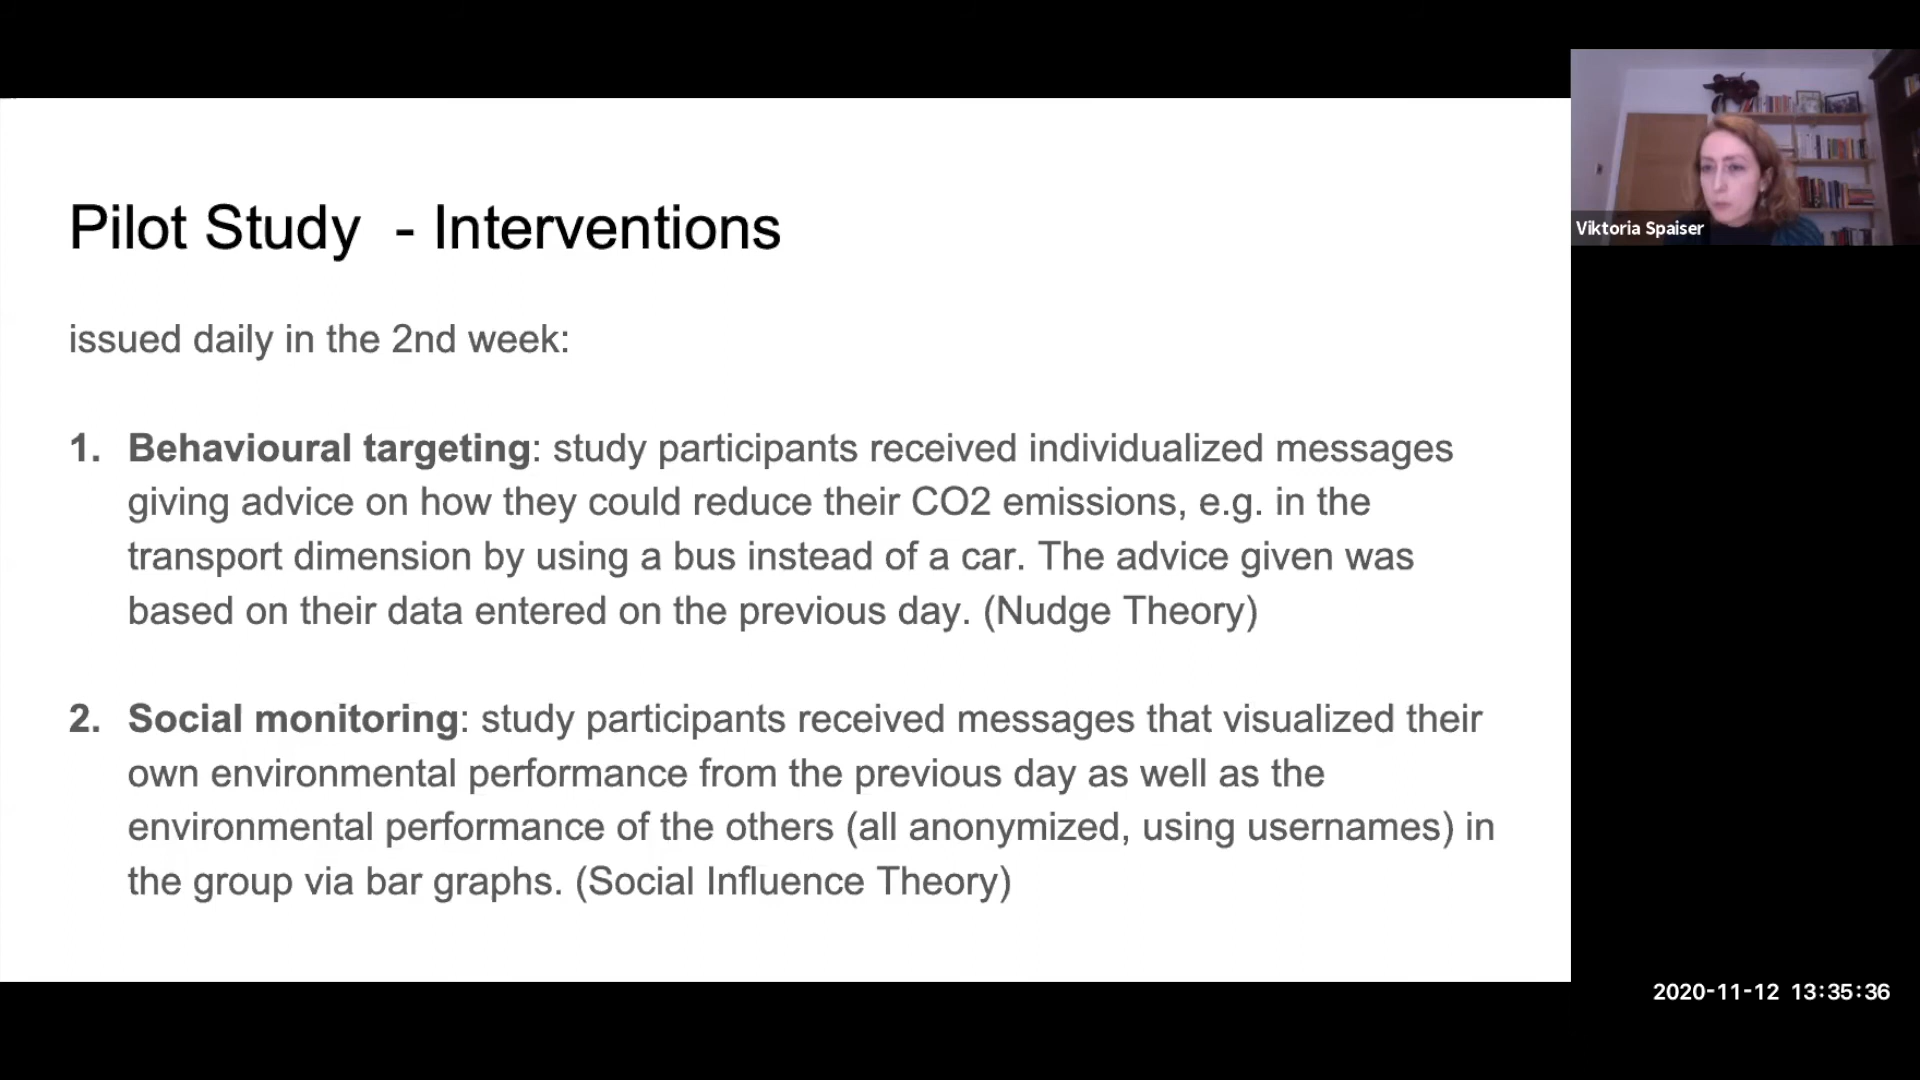 Pilot Study - Interventions
issued daily in the 2nd week:
1. Behavioural targeting: study participants received individualized messages
giving advice on how they could reduce their CO2 emissions, e.g. in the
transport dimension by using a bus instead of a car. The advice given was
based on their data entered on the previous day. (Nudge Theory)
2. Social monitoring: study participants received messages that visualized their
own environmental performance from the previous day as well as the
environmental performance of the others (all anonymized, using usernames) in
the group via bar graphs. (Social Influence Theory)
Viktoria Spaiser
2020-11-12 13:35:36